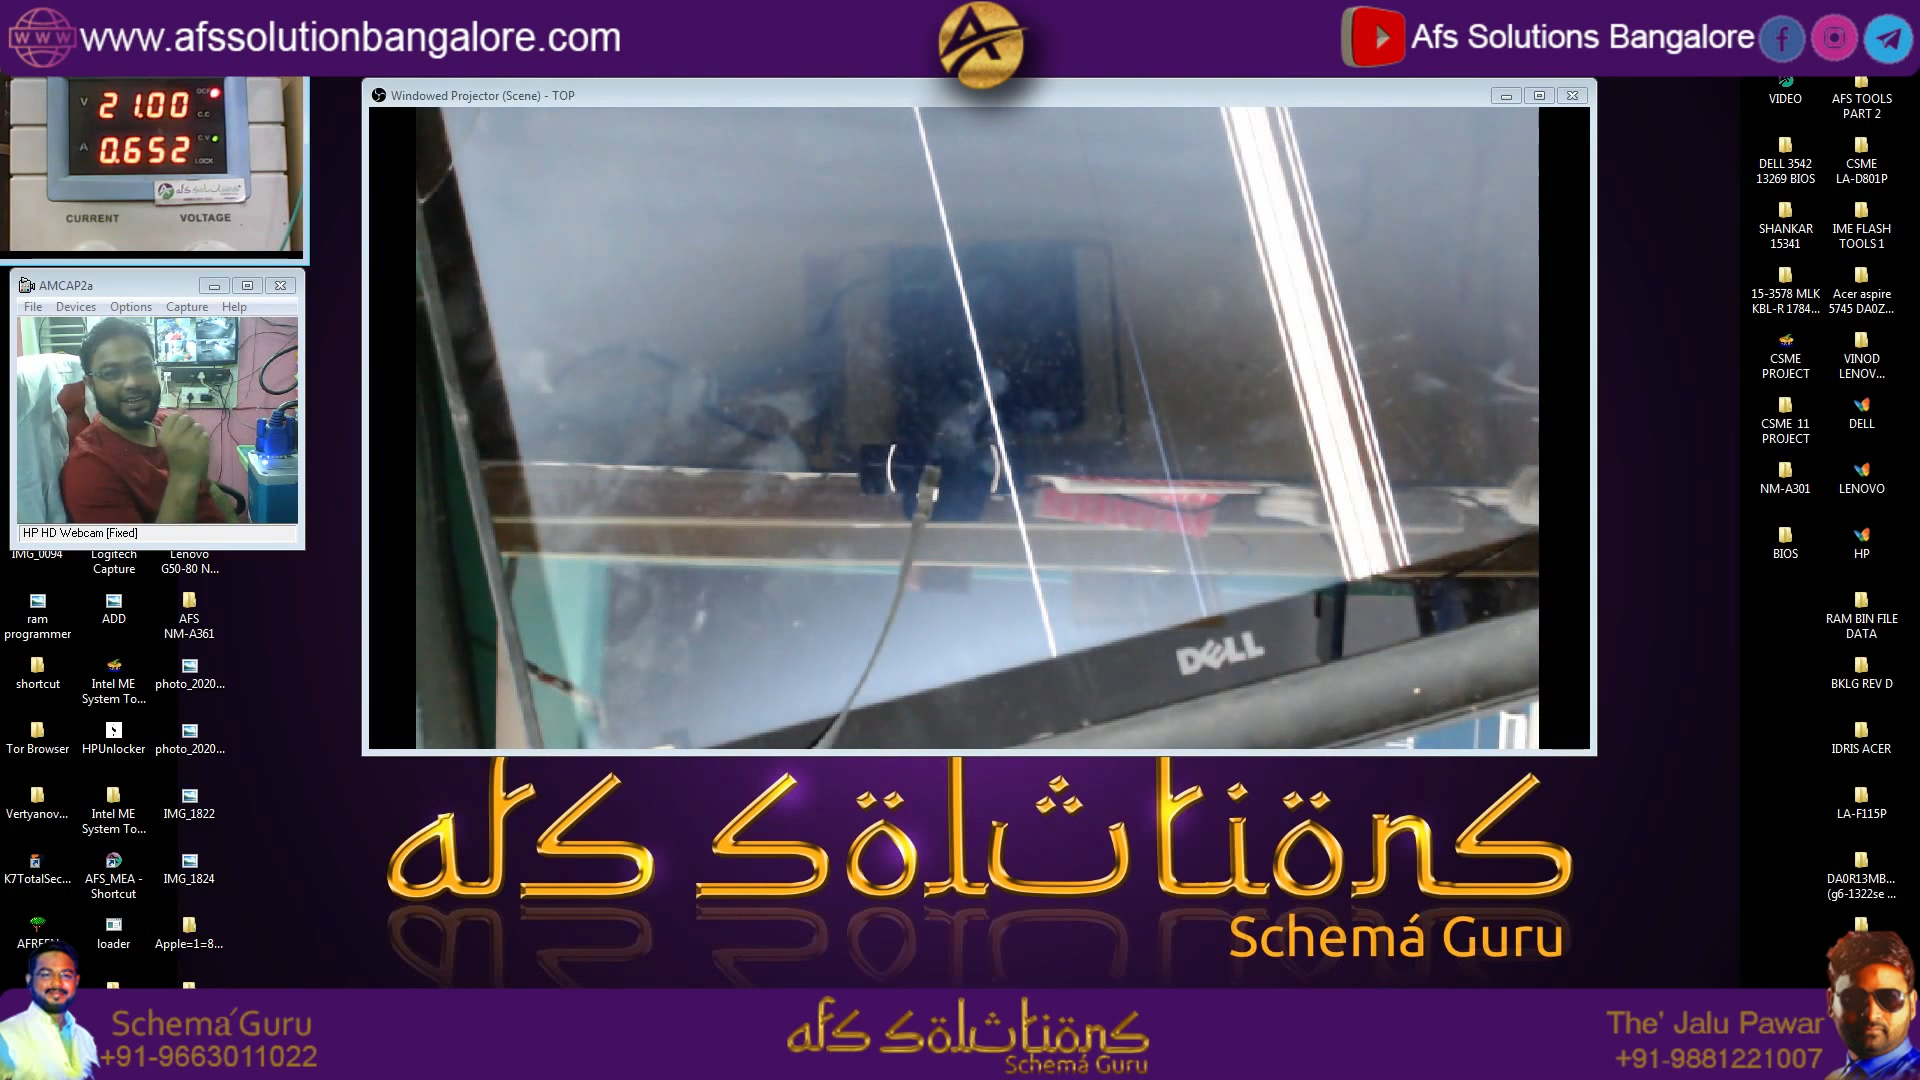 www.afssolutionbangalore.com
Afs Solutions Bangalore
V 21.00 C.C
A 0.652 C.V
LOCK
afs solutions
CURRENT VOLTAGE
AMCAP2a
File Devices Options Capture Help
HP HD Webcam [Fixed]
Windowed Projector (Scene) - TOP
DELL
IMG_0094
Logitech
Capture
Lenovo
G50-80 N...
ram
programmer
ADD
AFS
NM-A361
shortcut
Intel ME
System To...
photo_2020...
Tor Browser
HPUnlocker
photo_2020...
Vertyanov...
Intel ME
System To...
IMG_1822
K7TotalSec...
AFS_MEA -
Shortcut
IMG_1824
loader
Apple=1=8...
VIDEO
AFS TOOLS
PART 2
DELL 3542
13269 BIOS
CSME
LA-D801P
SHANKAR
15341
IME FLASH
TOOLS 1
15-3578 MLK
KBL-R 1784...
Acer aspire
5745 DA0Z...
CSME
PROJECT
VINOD
LENOV...
CSME 11
PROJECT
DELL
NM-A301
LENOVO
BIOS
HP
RAM BIN FILE
DATA
BKLG REV D
IDRIS ACER
LA-F115P
DA0R13MB...
(g6-1322se ...
afs solutions
Schemá Guru
Schema´Guru
+91-9663011022
afs solutions
Schemá Guru
The' Jalu Pawar
+91-9881221007